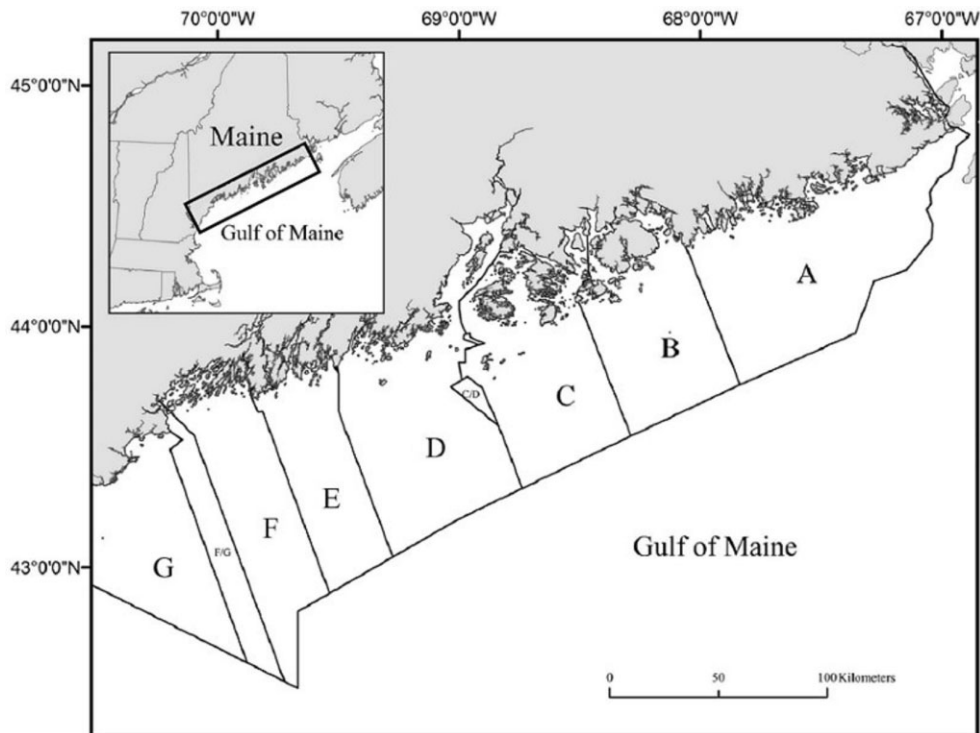 70°0'0"W 69°0'0"W 68°0'0"W 67°0'0"W
45°0'0"N
Maine
Gulf of Maine
A
44°0'0"N
B
C/D
C
D
E
F
F/G
G
43°0'0"N
Gulf of Maine
0 50 100 Kilometers